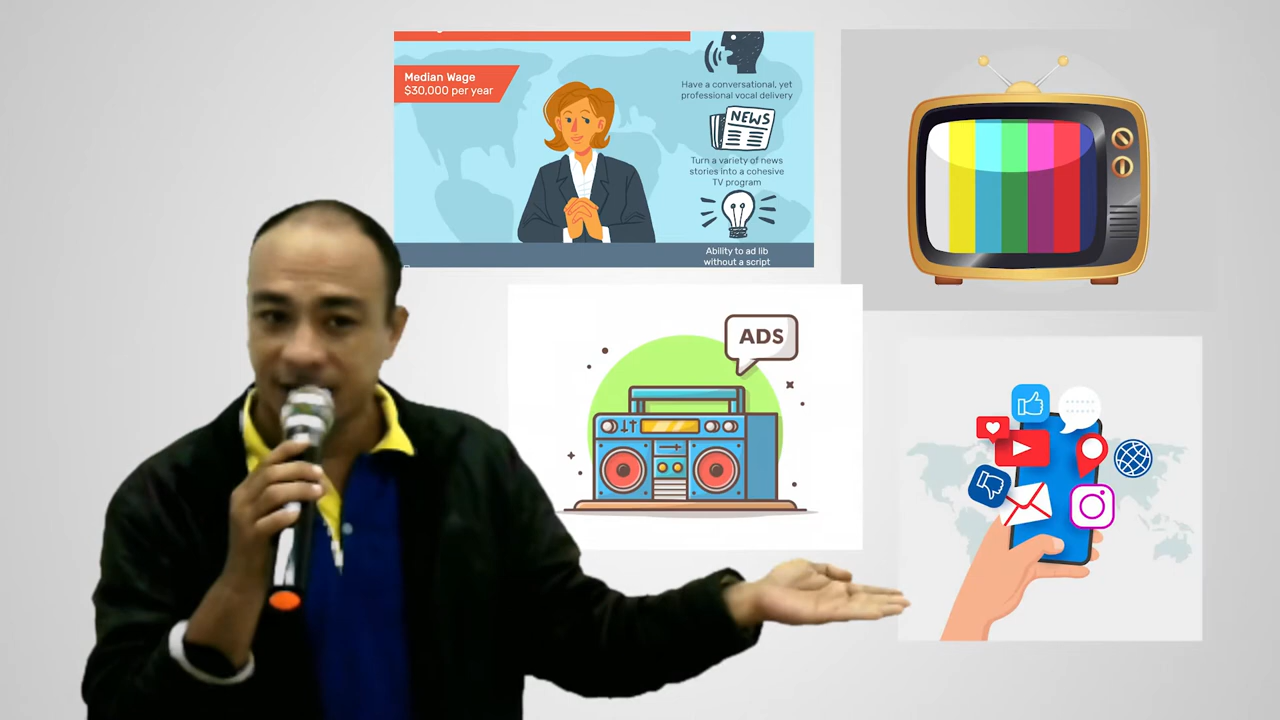 Median Wage
$30,000 per year
Have a conversational, yet
professional vocal delivery
NEWS
Turn a variety of news
stories into a cohesive
TV program
Ability to ad lib
without a script
ADS